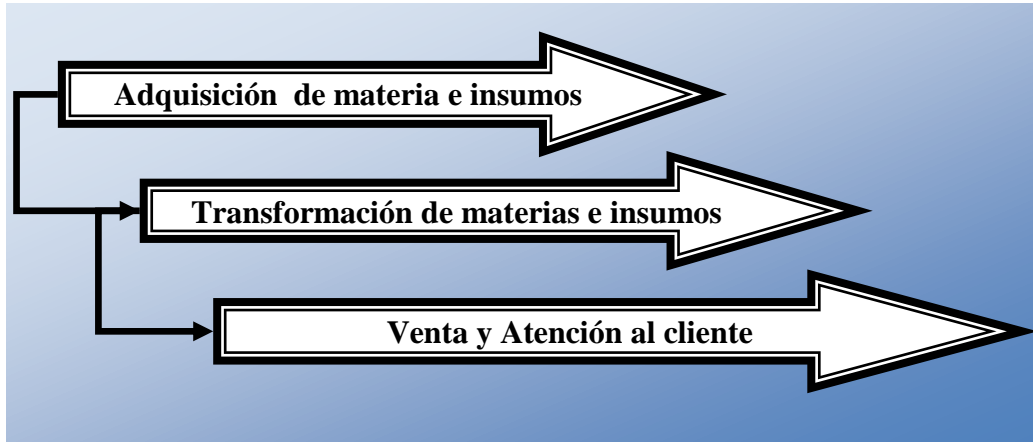 Adquisición de materia e insumos
Transformación de materias e insumos
Venta y Atención al cliente